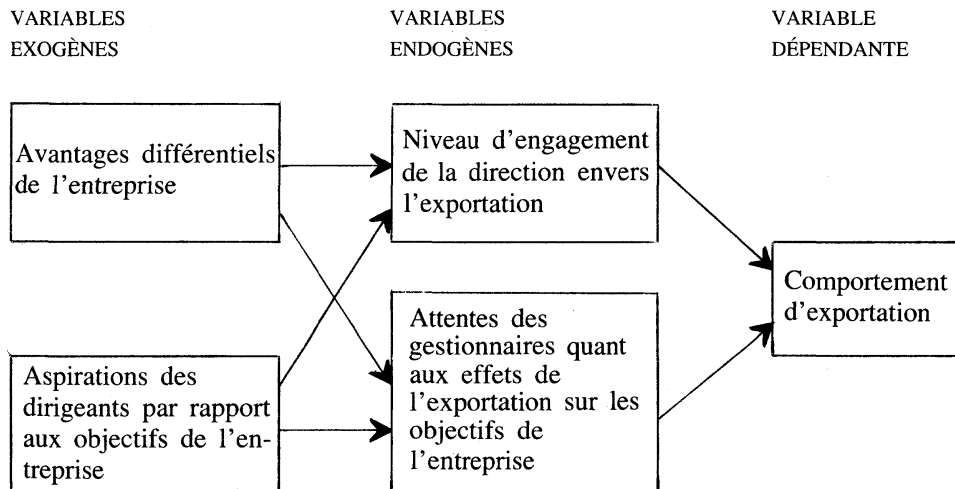 VARIABLES
EXOGÈNES
VARIABLES
ENDOGÈNES
VARIABLE
DÉPENDANTE
Avantages différentiels
de l'entreprise
Niveau d'engagement
de la direction envers
l'exportation
Comportement
d'exportation
Aspirations des
dirigeants par rapport
aux objectifs de l'en-
treprise
Attentes des
gestionnaires quant
aux effets de
l'exportation sur les
objectifs de
l'entreprise